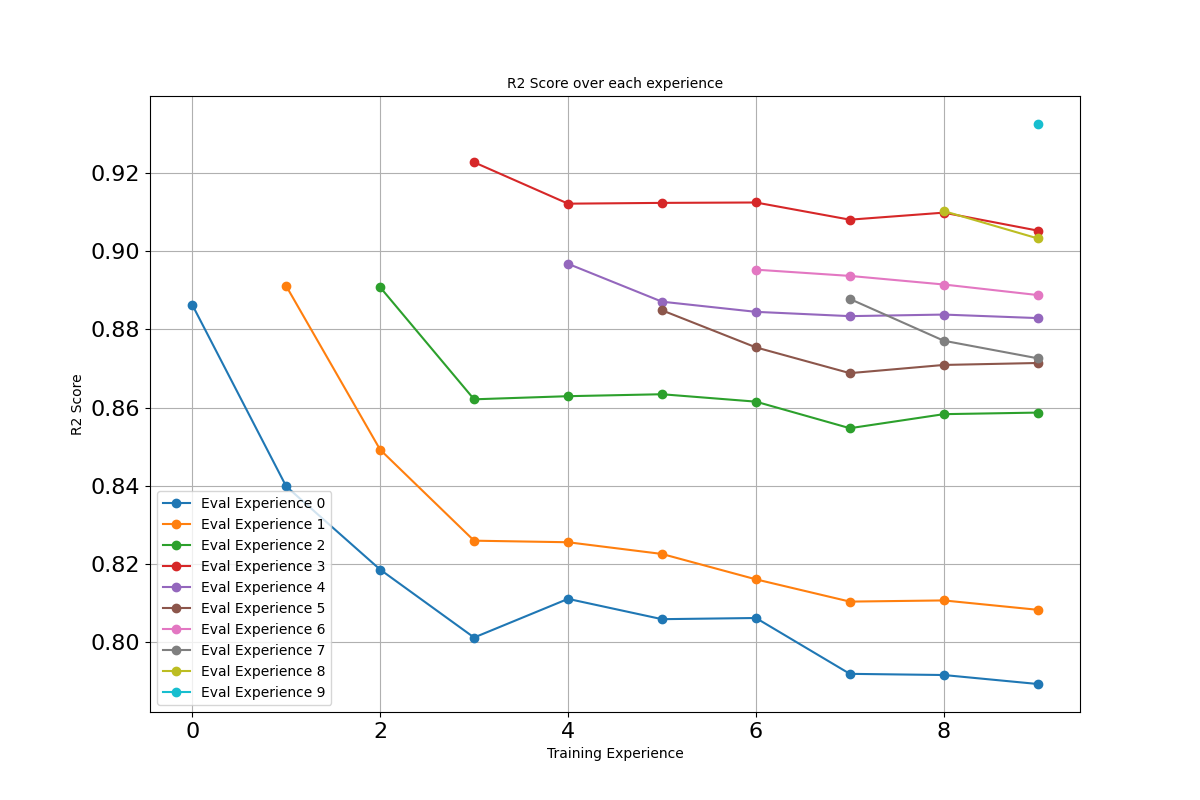 R2 Score over each experience
R2 Score
0.92
0.90
0.88
0.86
0.84
0.82
0.80
Eval Experience 0
Eval Experience 1
Eval Experience 2
Eval Experience 3
Eval Experience 4
Eval Experience 5
Eval Experience 6
Eval Experience 7
Eval Experience 8
Eval Experience 9
0 2 4 6 8
Training Experience